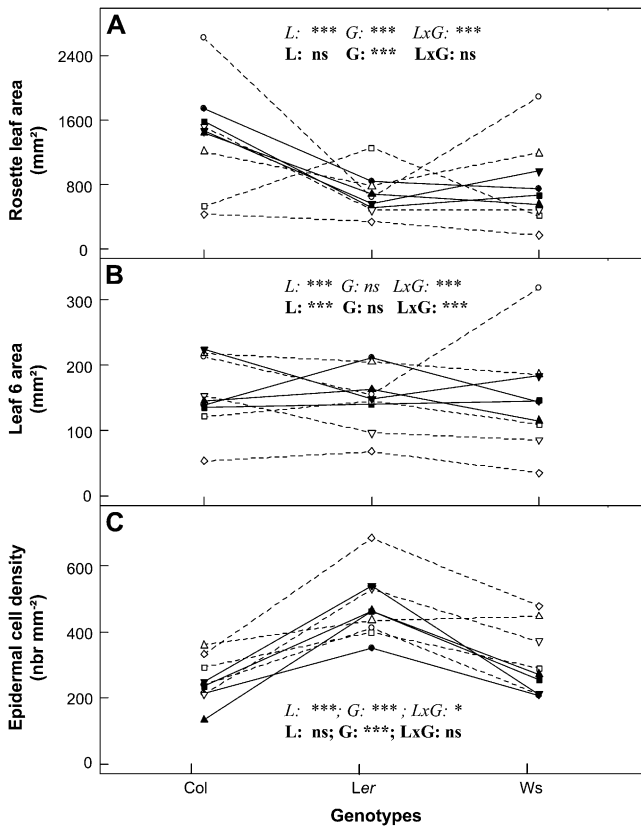 A
L: *** G: *** LxG: ***
L: ns G: *** LxG: ns
Rosette leaf area
(mm²)
2400
1600
800
0
B
L: *** G: ns LxG: ***
L: *** G: ns LxG: ***
Leaf 6 area
(mm²)
300
200
100
0
C
Epidermal cell density
(nbr mm⁻²)
600
400
200
0
L: ***; G: *** ; LxG: *
L: ns; G: ***; LxG: ns
Col Ler Ws
Genotypes